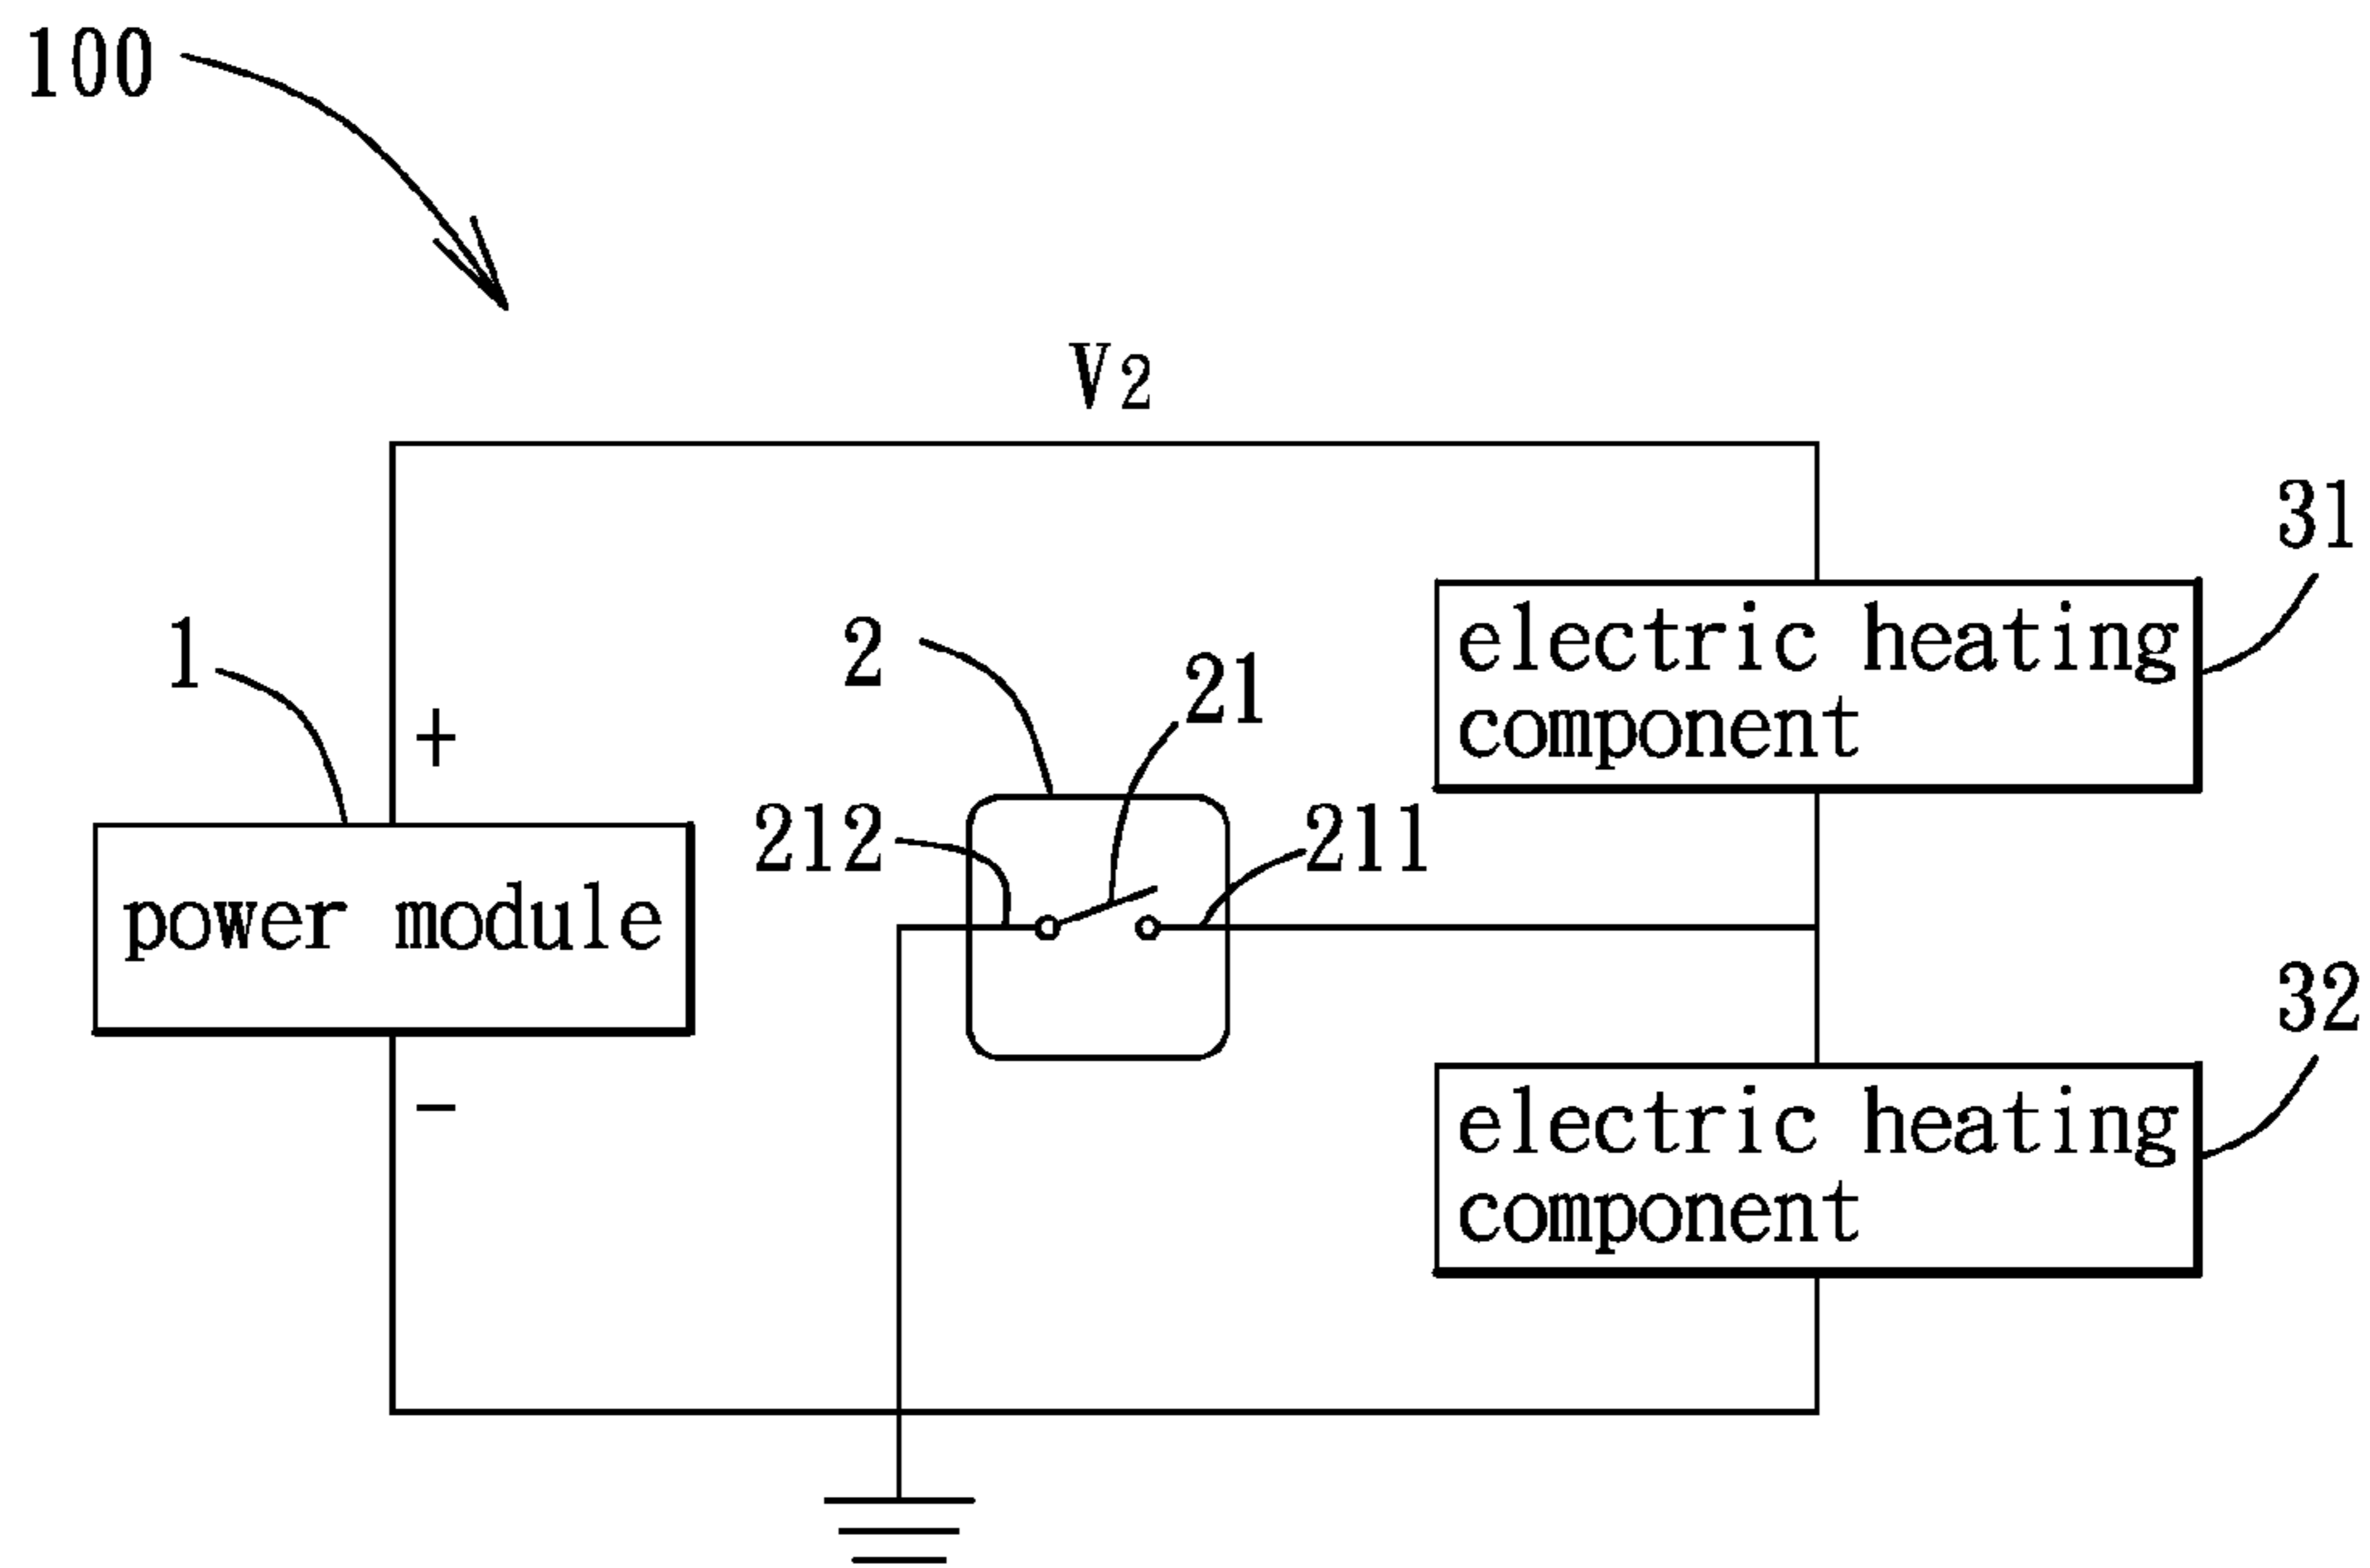 100
V2
31
electric heating
component
1
+
2
21
212
211
power module
-
32
electric heating
component